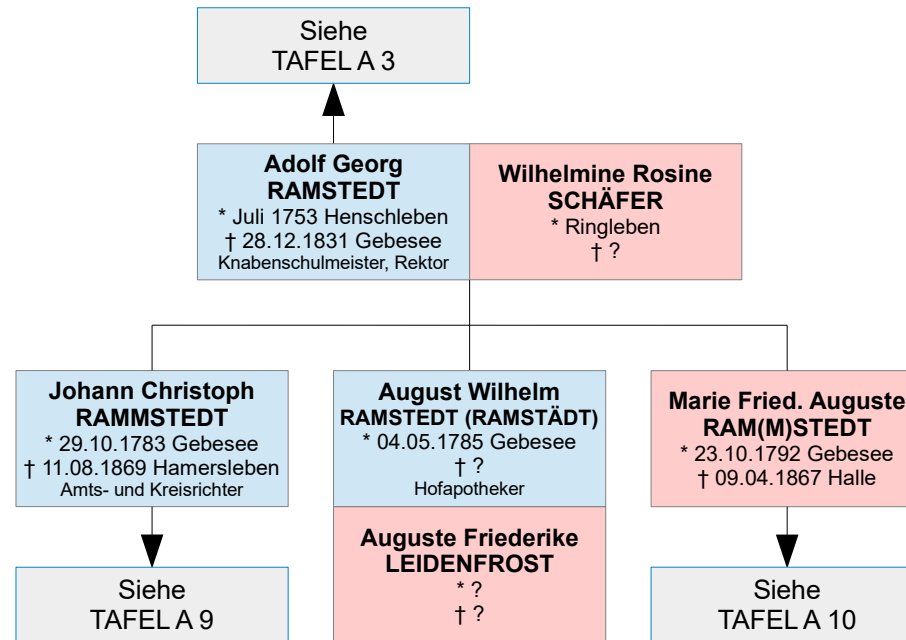 Siehe
TAFEL A 3
Adolf Georg
RAMSTEDT
* Juli 1753 Henschleben
† 28.12.1831 Gebesee
Knabenschulmeister, Rektor
Wilhelmine Rosine
SCHÄFER
* Ringleben
† ?
Johann Christoph
RAMMSTEDT
* 29.10.1783 Gebesee
† 11.08.1869 Hamersleben
Amts- und Kreisrichter
August Wilhelm
RAMSTEDT (RAMSTÄDT)
* 04.05.1785 Gebesee
† ?
Hofapotheker
Marie Fried. Auguste
RAM(M)STEDT
* 23.10.1792 Gebesee
† 09.04.1867 Halle
Auguste Friederike
LEIDENFROST
* ?
† ?
Siehe
TAFEL A 9
Siehe
TAFEL A 10